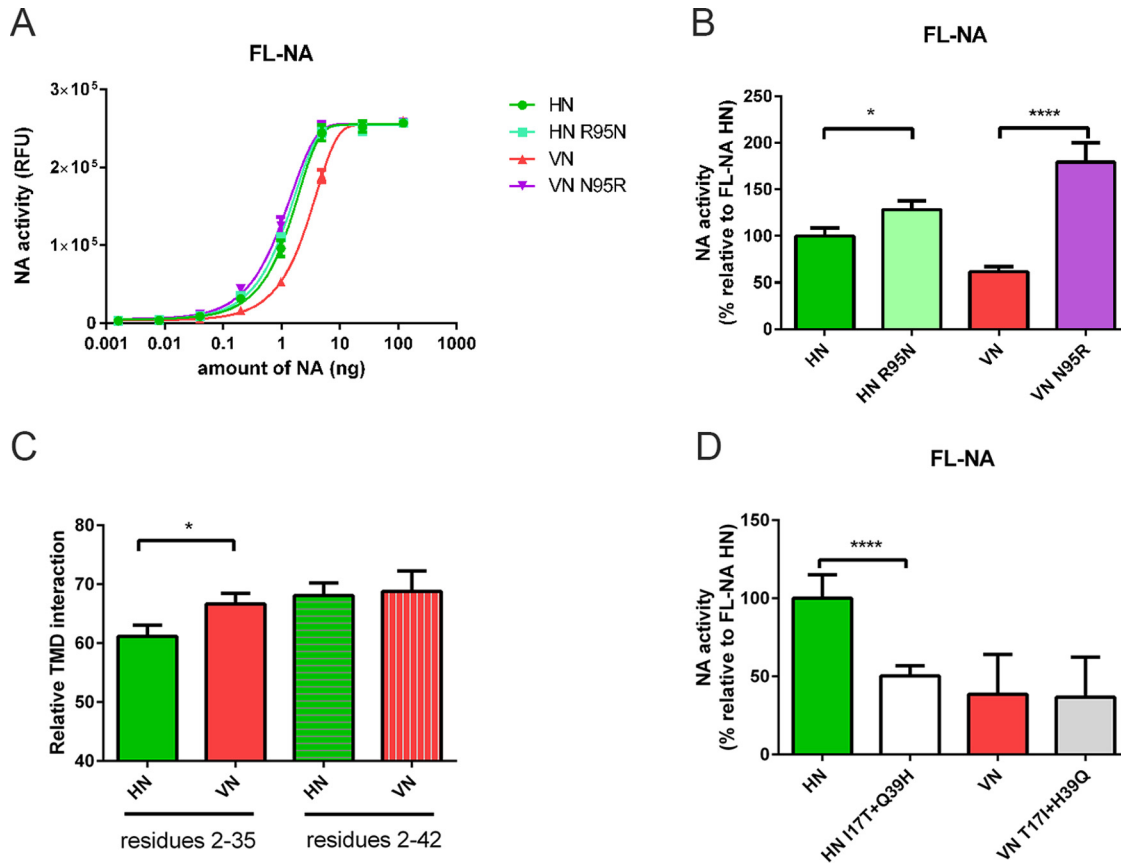 A
FL-NA
NA activity (RFU)
3×10⁵
2×10⁵
1×10⁵
0
0.001 0.01 0.1 1 10 100 1000
amount of NA (ng)
HN
HN R95N
VN
VN N95R
B
FL-NA
NA activity
(% relative to FL-NA HN)
250
200
150
100
50
0
*
****
HN
HN R95N
VN
VN N95R
C
Relative TMD interaction
80
70
60
50
40
*
HN
VN
HN
VN
residues 2-35
residues 2-42
D
FL-NA
NA activity
(% relative to FL-NA HN)
150
100
50
0
****
HN
HN I17T+Q39H
VN
VN T17I+H39Q